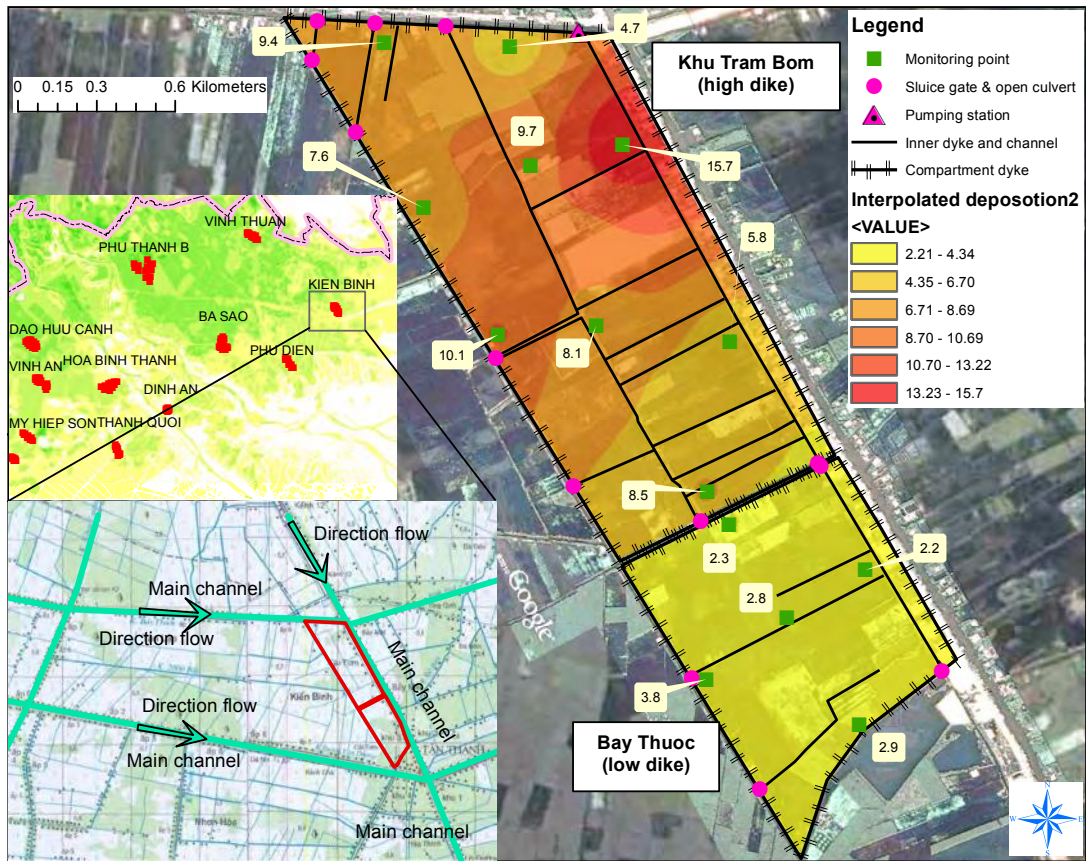 9.4
4.7
Khu Tram Bom
(high dike)
0 0.15 0.3 0.6 Kilometers
9.7
15.7
7.6
5.8
10.1
8.1
8.5
2.3
2.2
2.8
3.8
2.9
Bay Thuoc
(low dike)
Google
Legend
Monitoring point
Sluice gate & open culvert
Pumping station
Inner dyke and channel
Compartment dyke
Interpolated deposotion2
<VALUE>
2.21 - 4.34
4.35 - 6.70
6.71 - 8.69
8.70 - 10.69
10.70 - 13.22
13.23 - 15.7
VINH THUAN
PHU THANH B
KIEN BINH
DAO HUU CANH
BA SAO
VINH AN
HOA BINH THANH
PHU DIEN
DINH AN
MY HIEP SON
THANH QUOI
Direction flow
Main channel
Direction flow
Main channel
Direction flow
Main channel
Main channel
Kiến Bình
TÂN THẠNH
Nhơn Hòa
N
W
E
S